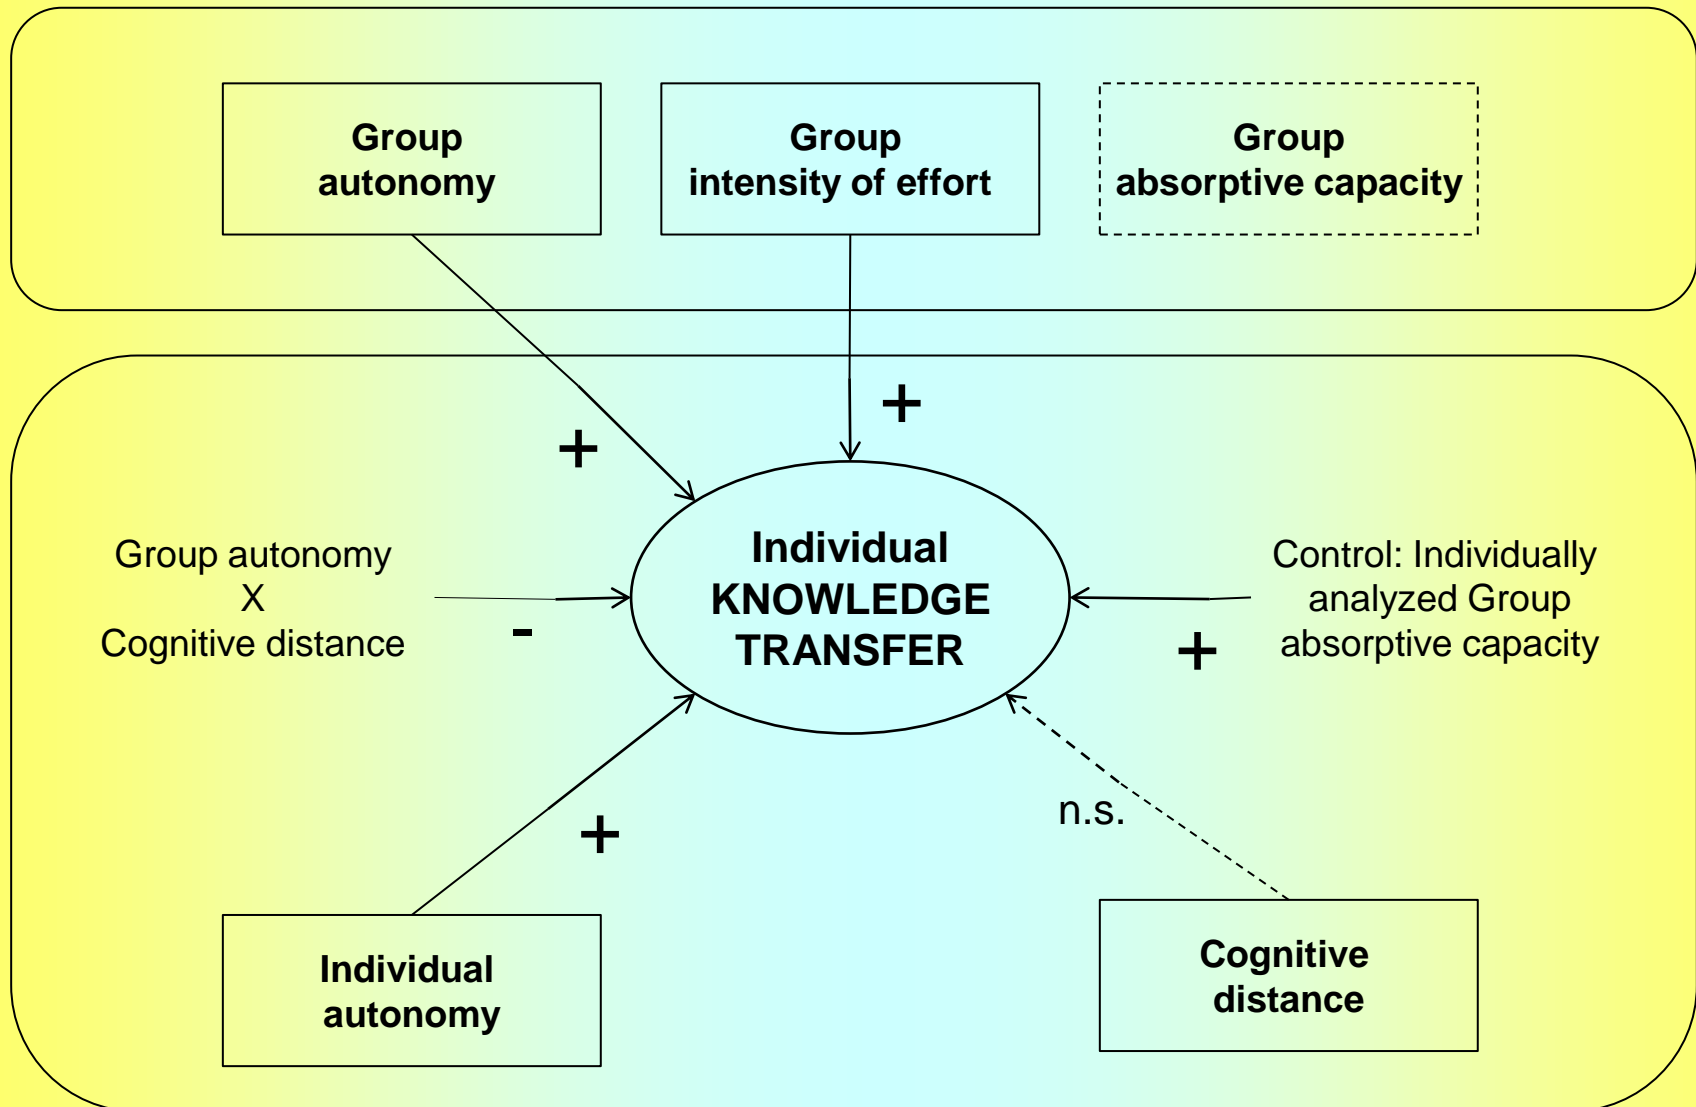 Group
autonomy
Group
intensity of effort
Group
absorptive capacity
+
+
Group autonomy
X
Cognitive distance
-
Individual
KNOWLEDGE
TRANSFER
Control: Individually
analyzed Group
absorptive capacity
+
+
n.s.
Individual
autonomy
Cognitive
distance